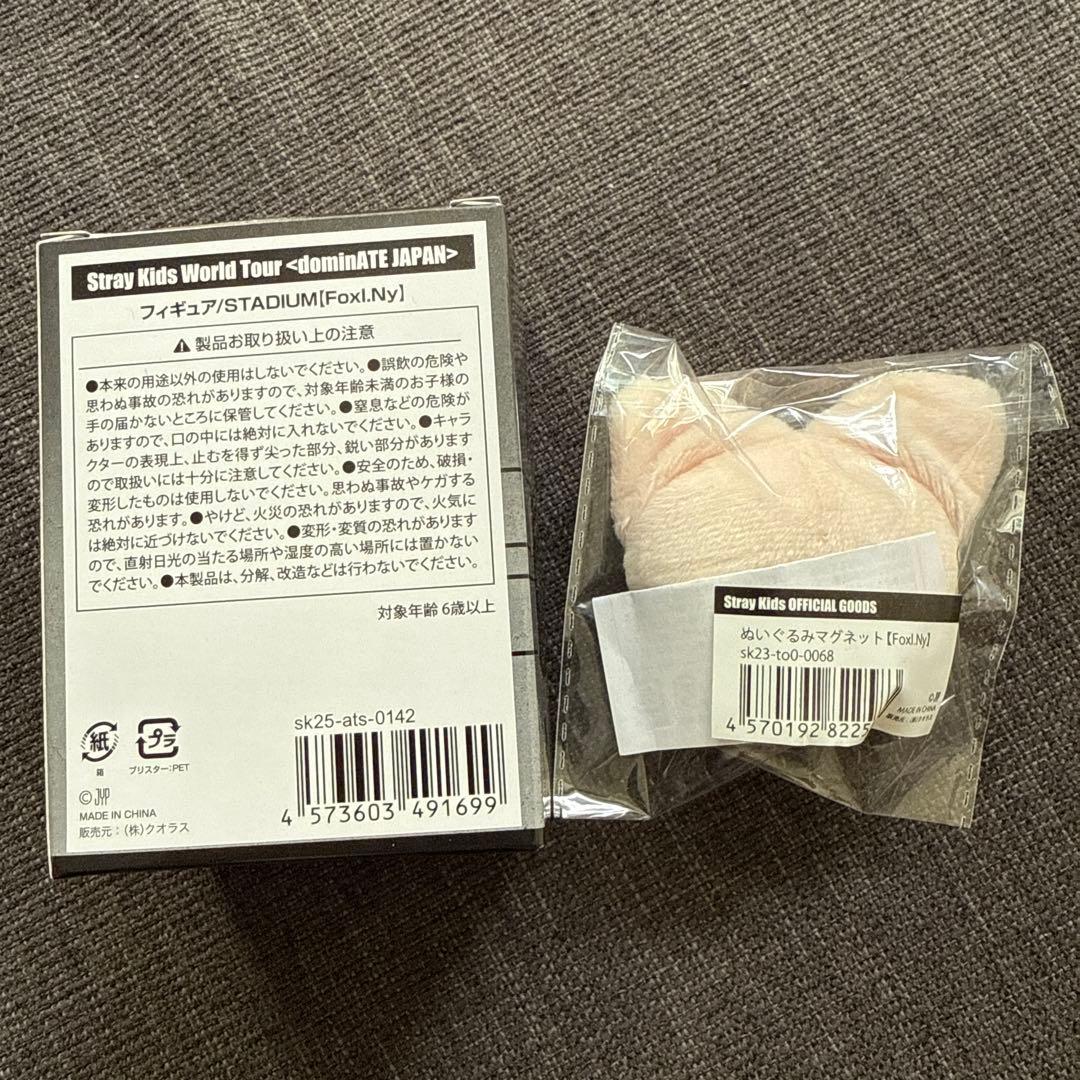 Stray Kids World Tour <dominATE JAPAN>
フィギュア/STADIUM【FoxI.Ny】
⚠ 製品お取り扱い上の注意
●本来の用途以外の使用はしないでください。●誤飲の危険や
思わぬ事故の恐れがありますので、対象年齢未満のお子様の
手の届かないところに保管してください。●窒息などの危険が
ありますので、口の中には絶対に入れないでください。●キャラ
クターの表現上、止むを得ず尖った部分、鋭い部分があります
ので取扱いには十分に注意してください。●安全のため、破損・
変形したものは使用しないでください。思わぬ事故やケガする
恐れがあります。●やけど、火災の恐れがありますので、火気に
は絶対に近づけないでください。●変形・変質の恐れがあります
ので、直射日光の当たる場所や湿度の高い場所には置かない
でください。●本製品は、分解、改造などは行わないでください。
対象年齢 6歳以上
sk25-ats-0142
紙
箱
プラ
ブリスター:PET
4 573603 491699
© JYP
MADE IN CHINA
販売元：(株)クオラス
Stray Kids OFFICIAL GOODS
ぬいぐるみマグネット【FoxI.Ny】
sk23-to0-0068
4 570192 8225
MADE IN CHINA
販売元：(株)クオラス